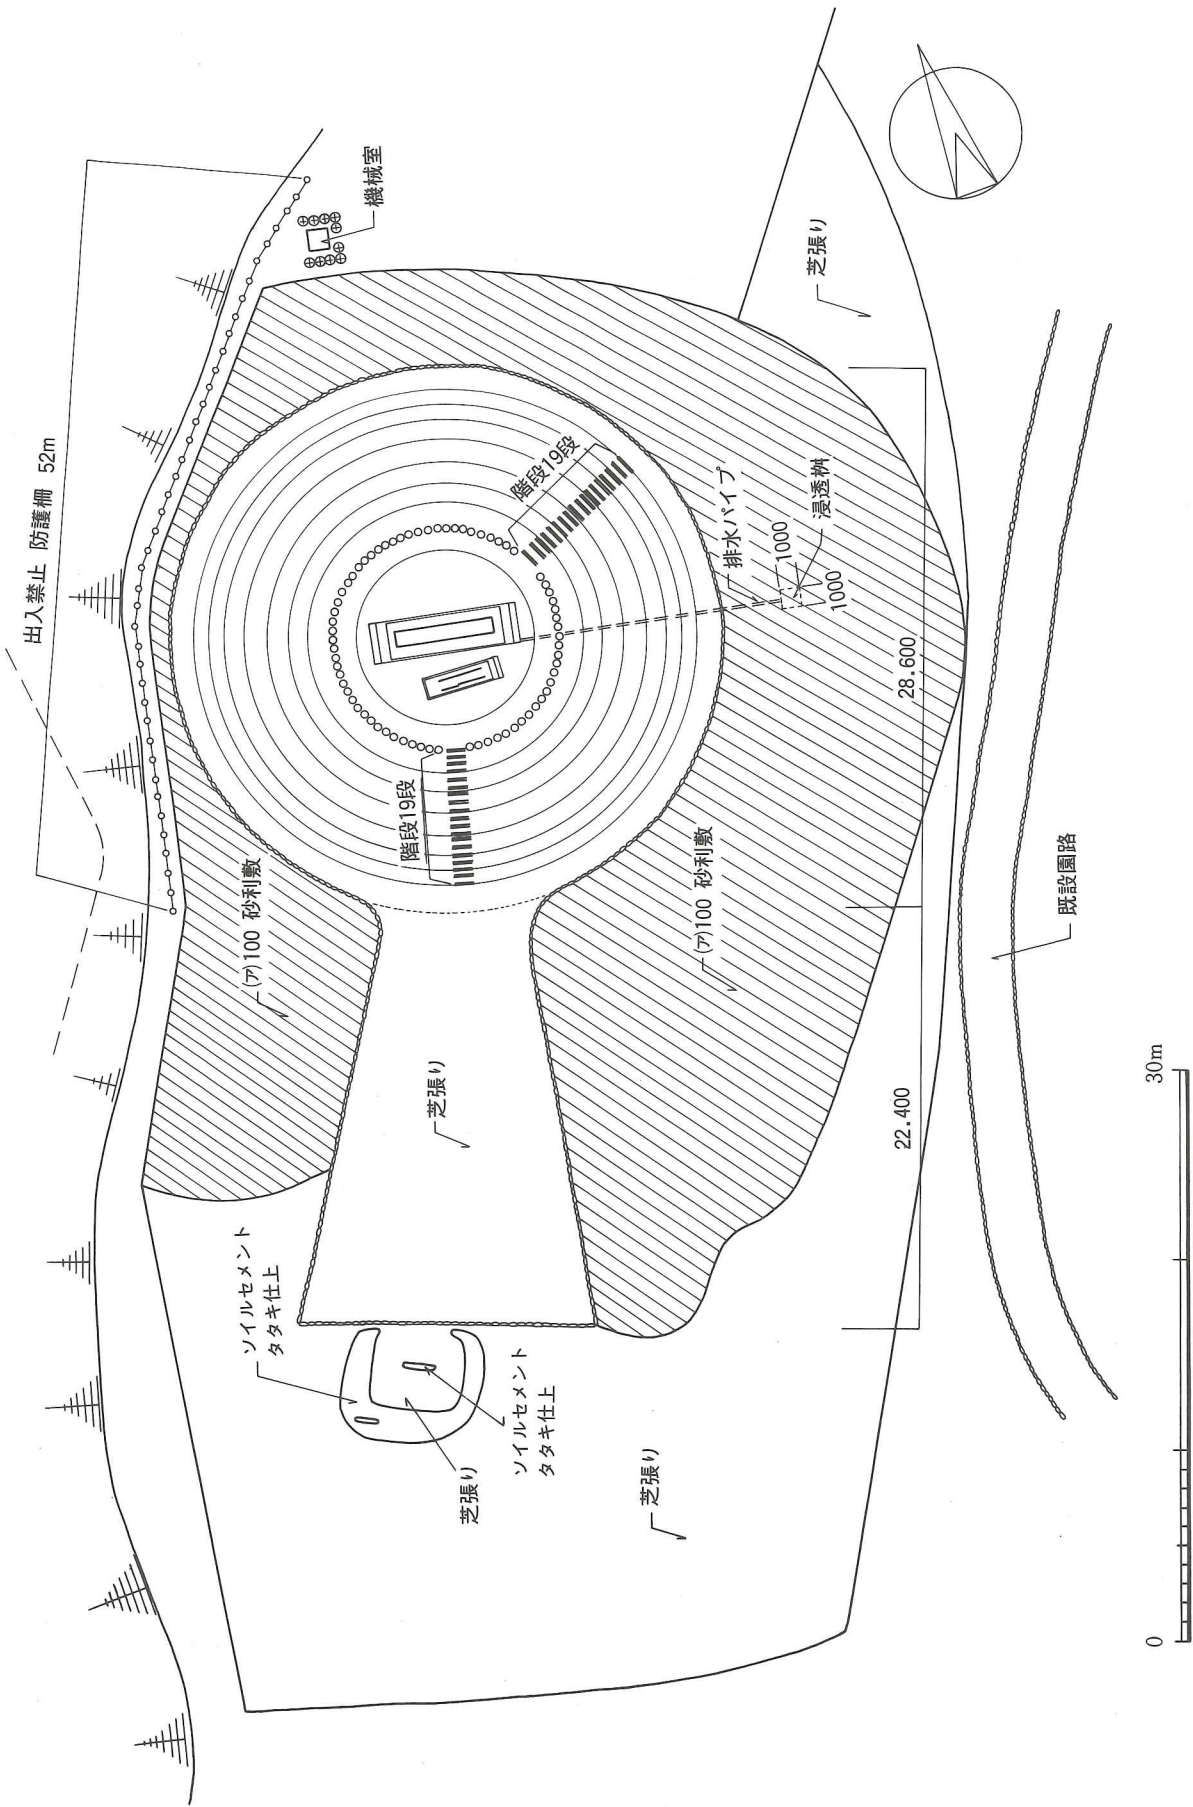 出入禁止 防護柵 52m
機械室
芝張り
階段19段
排水パイプ
1000
浸透桝
1000
28.600
階段19段
(ア)100 砂利敷
(ア)100 砂利敷
既設園路
芝張り
22.400
ソイルセメント
タタキ仕上
ソイルセメント
タタキ仕上
芝張り
芝張り
0
30m